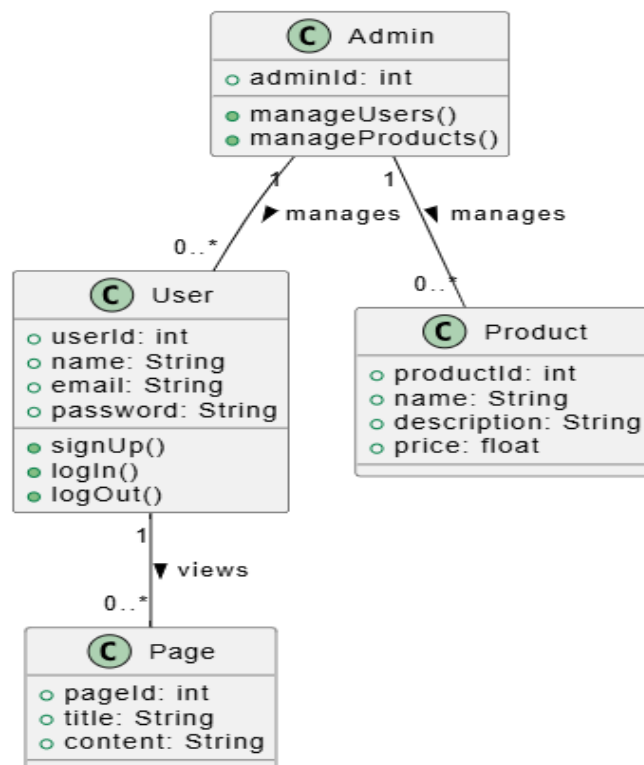 C Admin
adminId: int
manageUsers()
manageProducts()
1
1
manages
manages
0..*
0..*
C User
userId: int
name: String
email: String
password: String
signUp()
logIn()
logOut()
C Product
productId: int
name: String
description: String
price: float
1
views
0..*
C Page
pageId: int
title: String
content: String